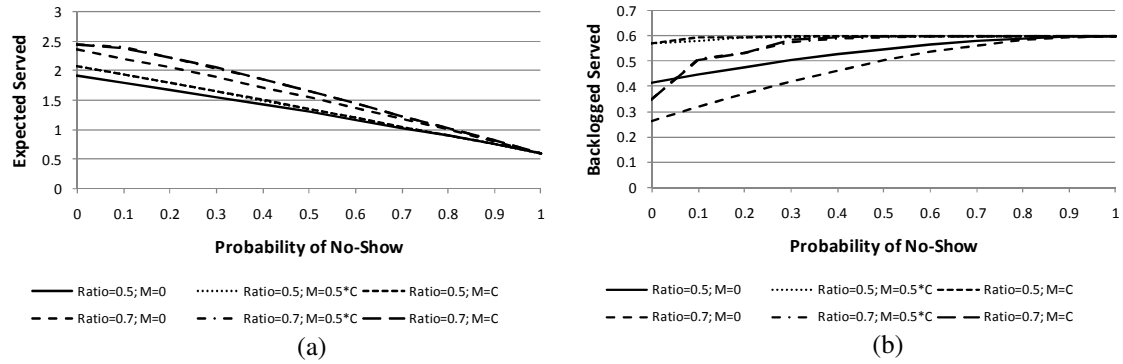 Expected Served
3
2.5
2
1.5
1
0.5
0
0 0.1 0.2 0.3 0.4 0.5 0.6 0.7 0.8 0.9 1
Probability of No-Show
Ratio=0.5; M=0 Ratio=0.5; M=0.5*C Ratio=0.5; M=C
Ratio=0.7; M=0 Ratio=0.7; M=0.5*C Ratio=0.7; M=C
(a)
Backlogged Served
0.7
0.6
0.5
0.4
0.3
0.2
0.1
0
0 0.1 0.2 0.3 0.4 0.5 0.6 0.7 0.8 0.9 1
Probability of No-Show
Ratio=0.5; M=0 Ratio=0.5; M=0.5*C Ratio=0.5; M=C
Ratio=0.7; M=0 Ratio=0.7; M=0.5*C Ratio=0.7; M=C
(b)